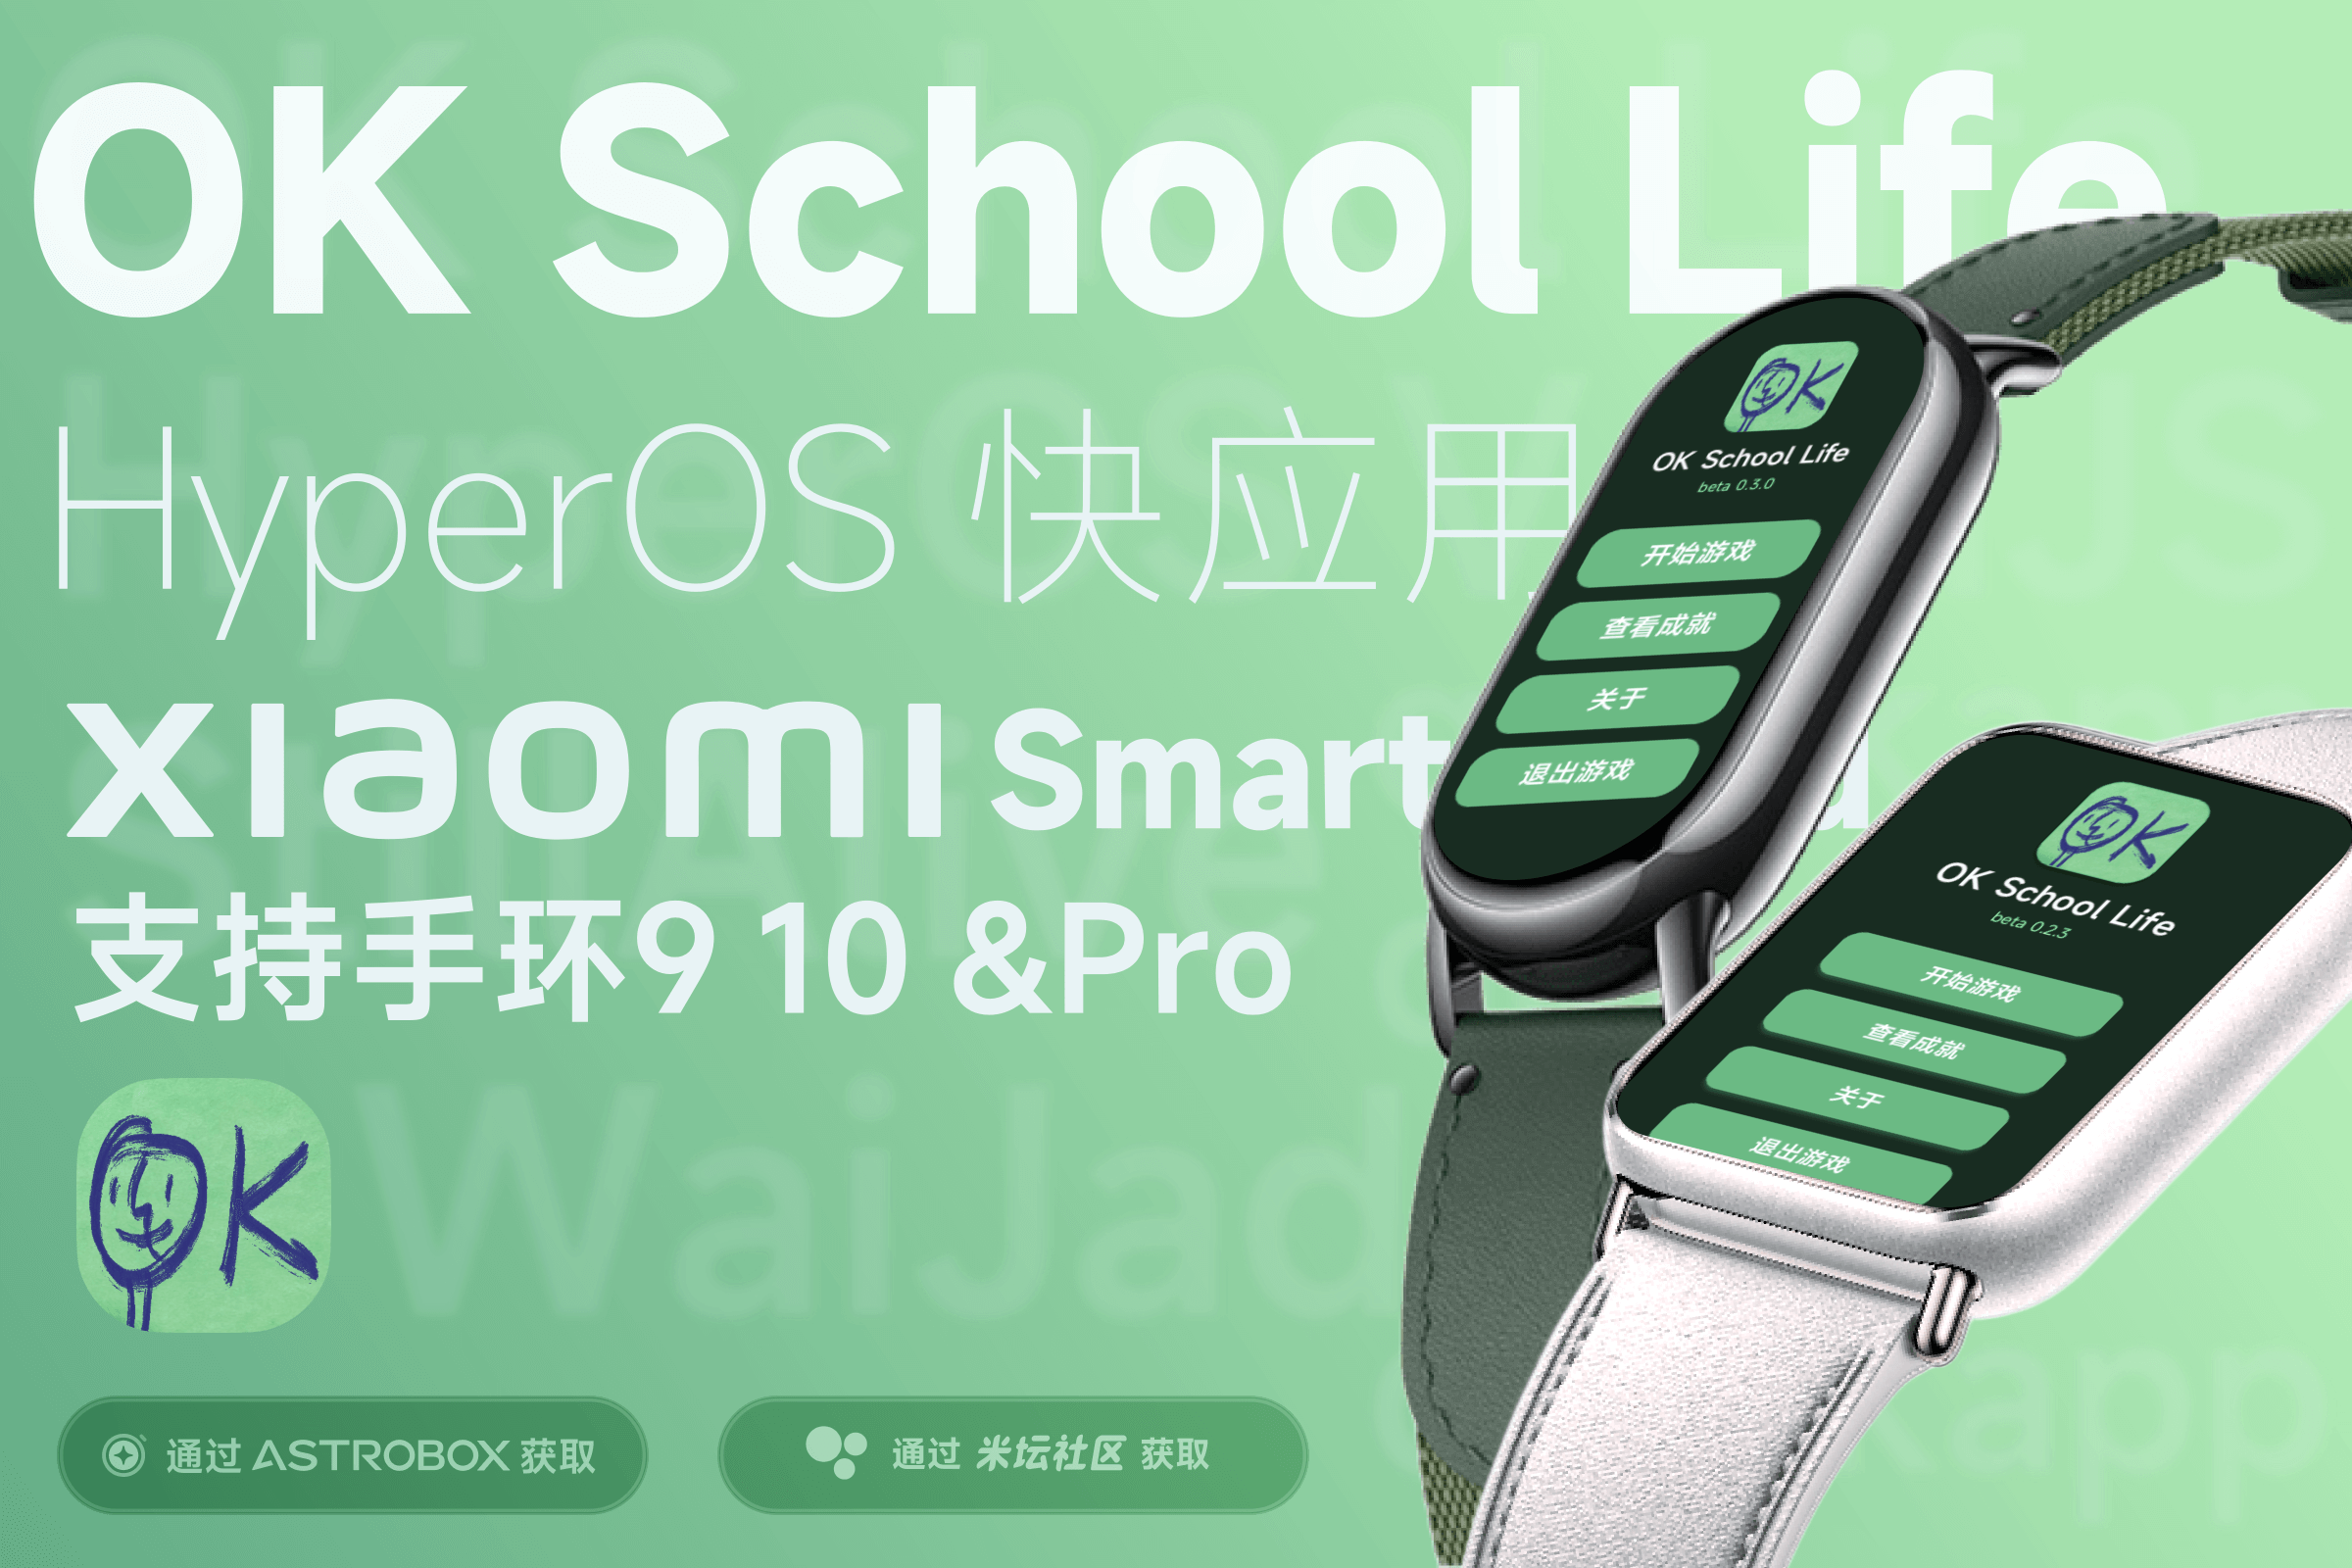 OK School Life
HyperOS 快应用
xiaomi Smart
支持手环9 10 &Pro
OK
WaiJad
通过 ASTROBOX 获取
通过 米坛社区 获取
OK
OK School Life
beta 0.3.0
开始游戏
查看成就
关于
退出游戏
OK
OK School Life
beta 0.2.3
开始游戏
查看成就
关于
退出游戏